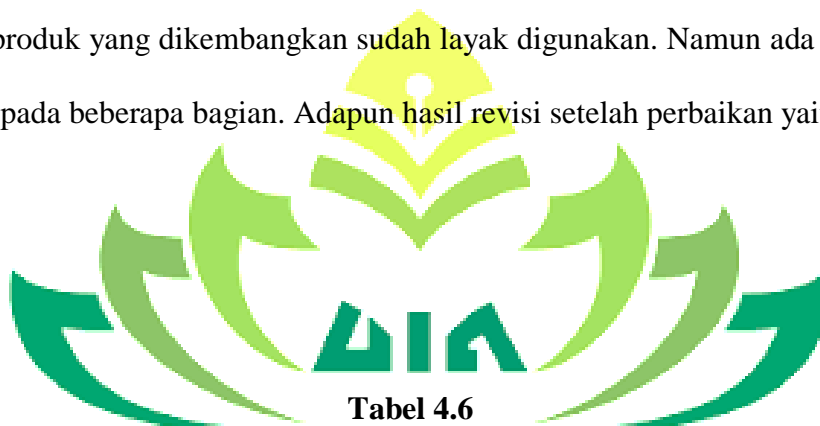 produk yang dikembangkan sudah layak digunakan. Namun ada
pada beberapa bagian. Adapun hasil revisi setelah perbaikan yai
UIN
Tabel 4.6